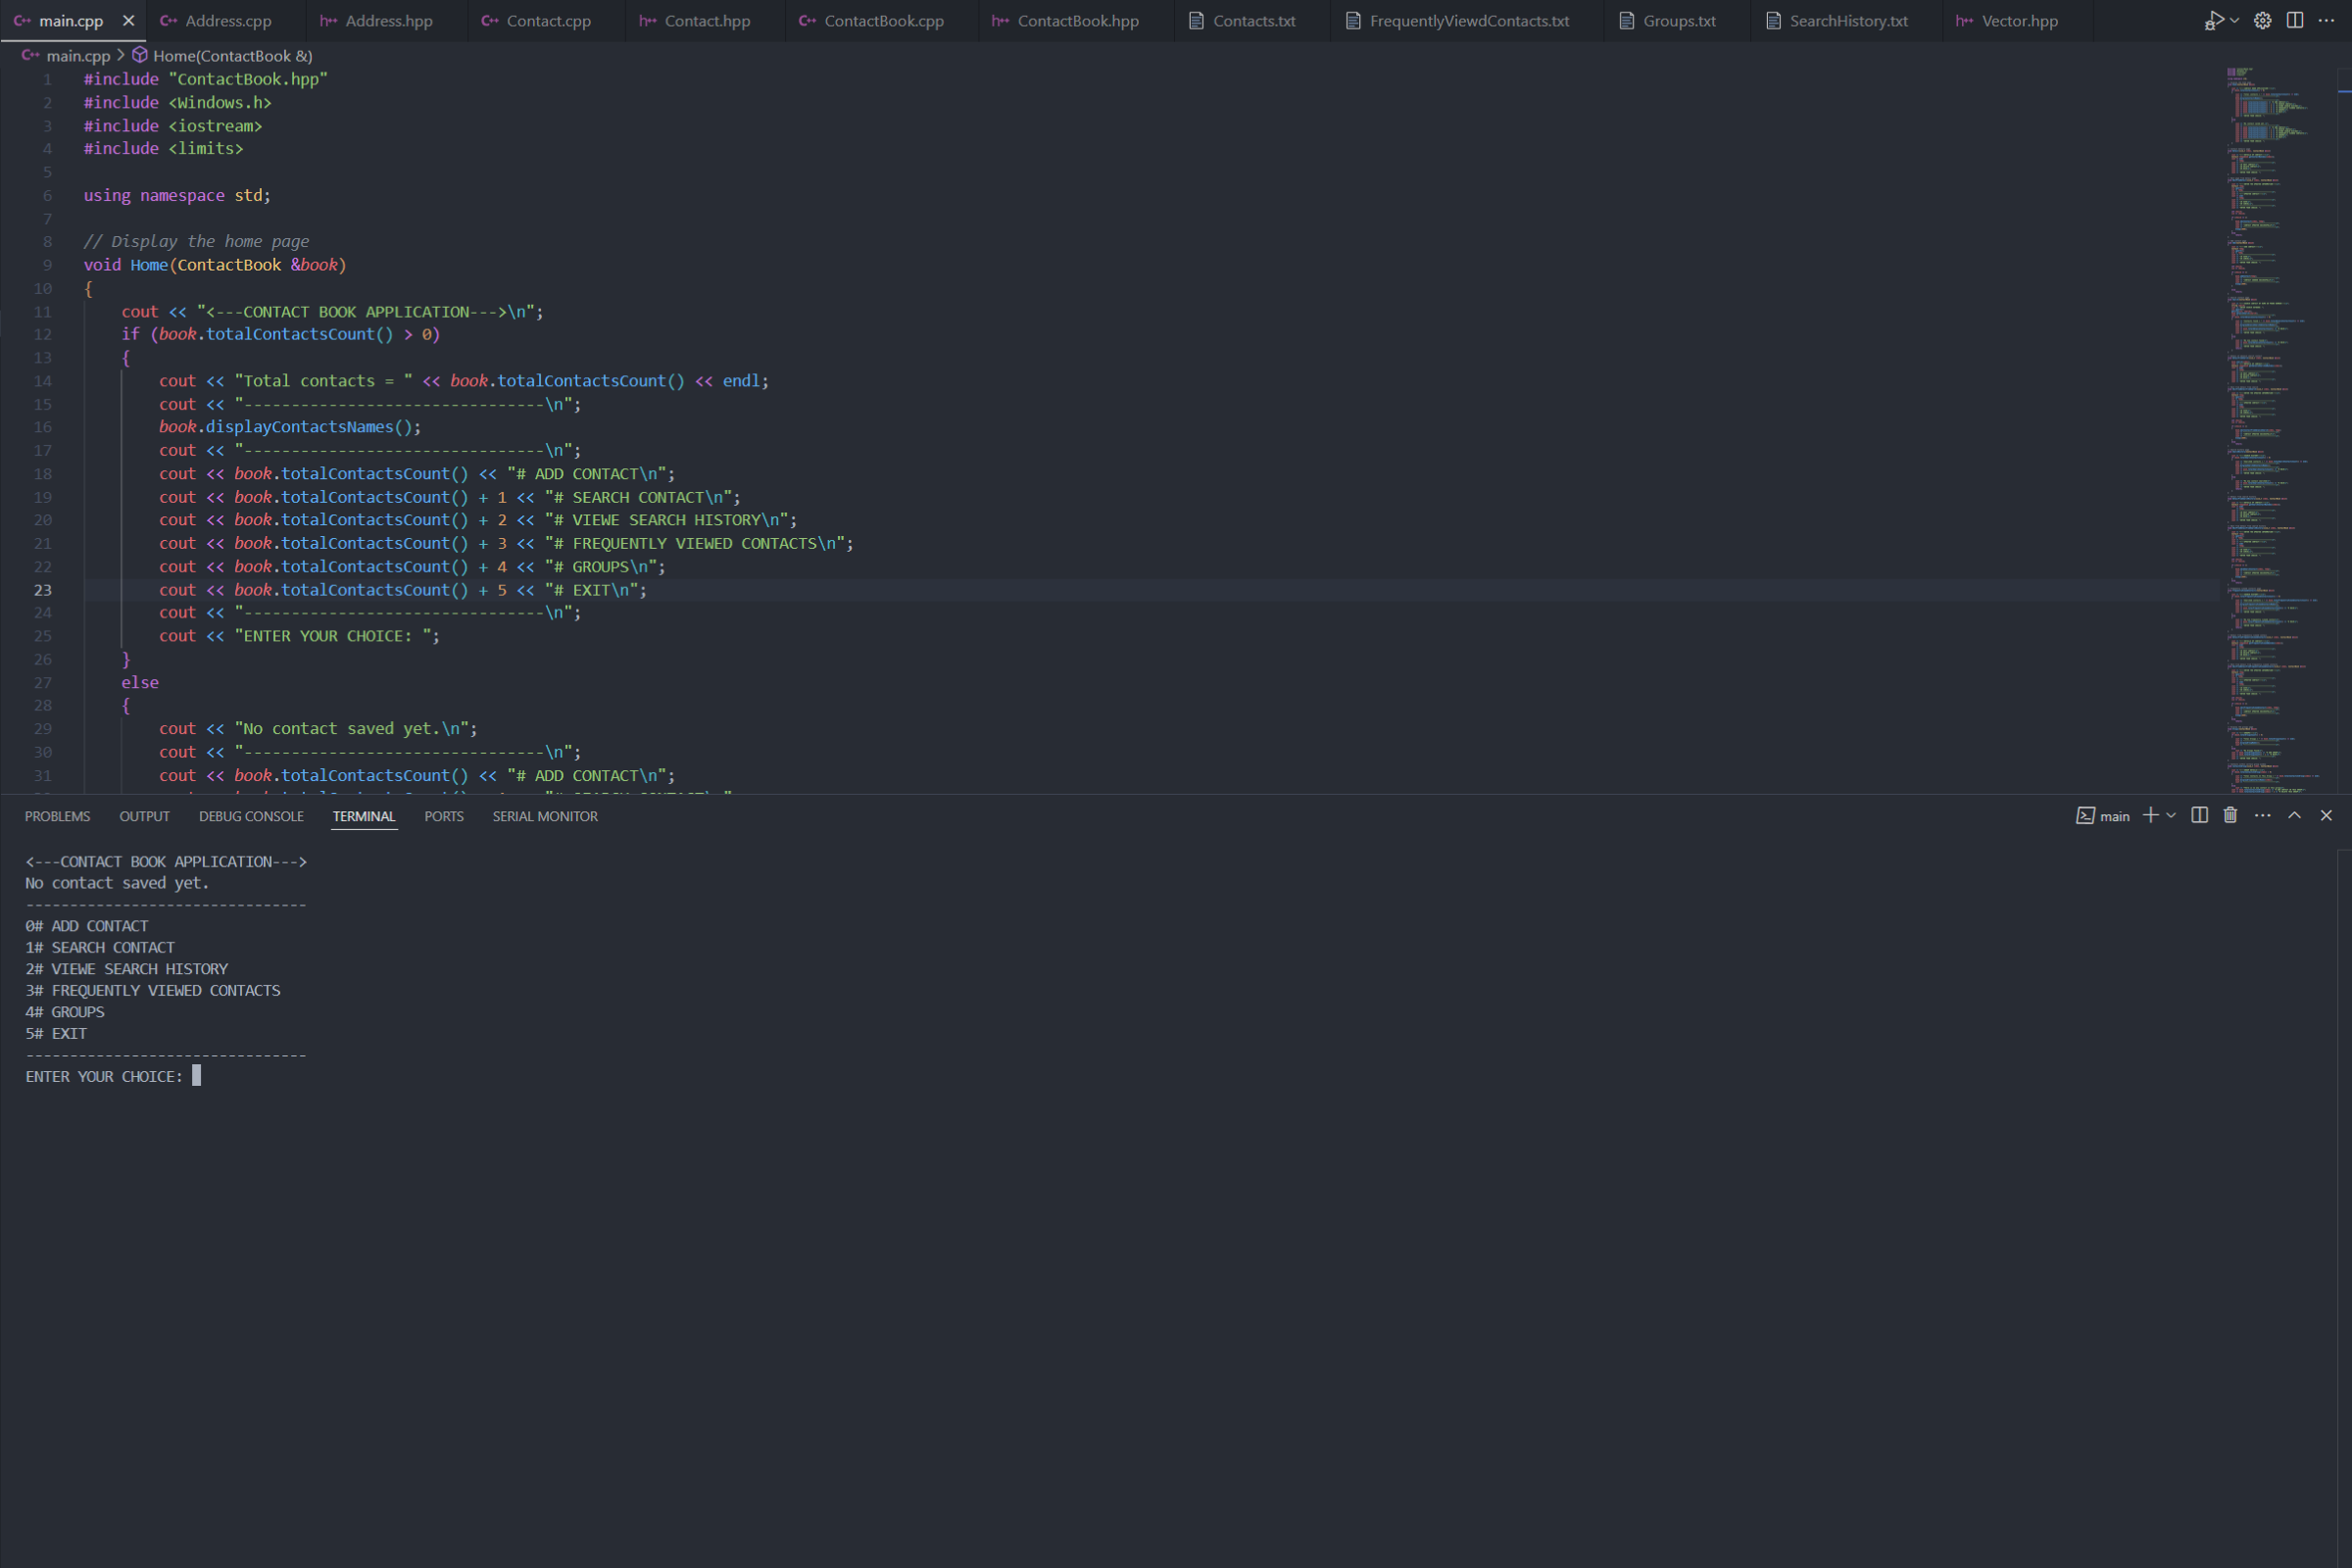 main.cpp Address.cpp Address.hpp Contact.cpp Contact.hpp ContactBook.cpp ContactBook.hpp Contacts.txt FrequentlyViewdContacts.txt Groups.txt SearchHistory.txt Vector.hpp
main.cpp > Home(ContactBook &)
1 #include "ContactBook.hpp"
2 #include <Windows.h>
3 #include <iostream>
4 #include <limits>
5
6 using namespace std;
7
8 // Display the home page
9 void Home(ContactBook &book)
10 {
11     cout << "<---CONTACT BOOK APPLICATION--->\n";
12     if (book.totalContactsCount() > 0)
13     {
14         cout << "Total contacts = " << book.totalContactsCount() << endl;
15         cout << "--------------------------------\n";
16         book.displayContactsNames();
17         cout << "--------------------------------\n";
18         cout << book.totalContactsCount() << "# ADD CONTACT\n";
19         cout << book.totalContactsCount() + 1 << "# SEARCH CONTACT\n";
20         cout << book.totalContactsCount() + 2 << "# VIEWE SEARCH HISTORY\n";
21         cout << book.totalContactsCount() + 3 << "# FREQUENTLY VIEWED CONTACTS\n";
22         cout << book.totalContactsCount() + 4 << "# GROUPS\n";
23         cout << book.totalContactsCount() + 5 << "# EXIT\n";
24         cout << "--------------------------------\n";
25         cout << "ENTER YOUR CHOICE: ";
26     }
27     else
28     {
29         cout << "No contact saved yet.\n";
30         cout << "--------------------------------\n";
31         cout << book.totalContactsCount() << "# ADD CONTACT\n";
PROBLEMS OUTPUT DEBUG CONSOLE TERMINAL PORTS SERIAL MONITOR main
<---CONTACT BOOK APPLICATION--->
No contact saved yet.
--------------------------------
0# ADD CONTACT
1# SEARCH CONTACT
2# VIEWE SEARCH HISTORY
3# FREQUENTLY VIEWED CONTACTS
4# GROUPS
5# EXIT
--------------------------------
ENTER YOUR CHOICE: